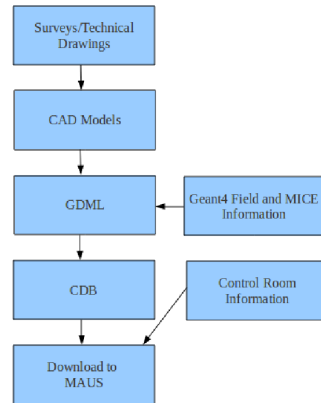 Surveys/Technical
Drawings
CAD Models
GDML
Geant4 Field and MICE
Information
CDB
Control Room
Information
Download to
MAUS